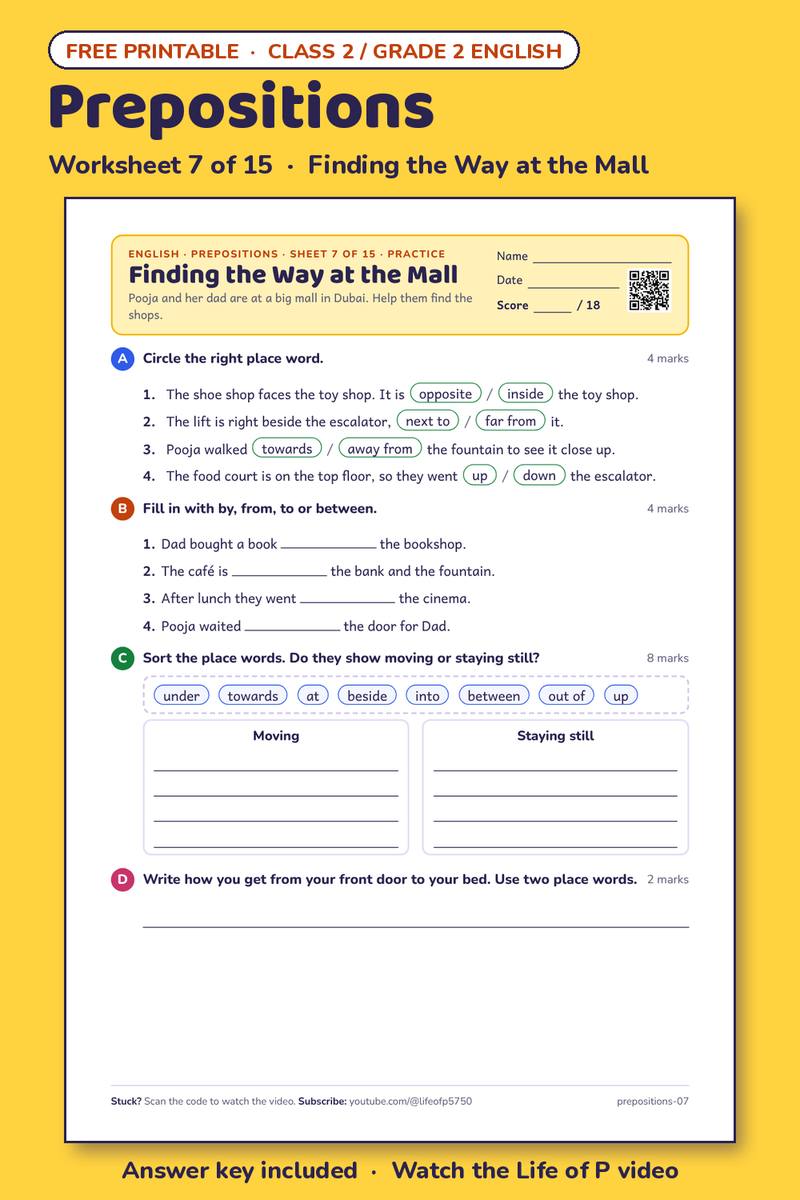 FREE PRINTABLE · CLASS 2 / GRADE 2 ENGLISH
Prepositions
Worksheet 7 of 15 · Finding the Way at the Mall
ENGLISH · PREPOSITIONS · SHEET 7 OF 15 · PRACTICE
Finding the Way at the Mall
Pooja and her dad are at a big mall in Dubai. Help them find the
shops.
Name ____________
Date ____________
Score ______ / 18
A Circle the right place word. 4 marks
1. The shoe shop faces the toy shop. It is opposite / inside the toy shop.
2. The lift is right beside the escalator, next to / far from it.
3. Pooja walked towards / away from the fountain to see it close up.
4. The food court is on the top floor, so they went up / down the escalator.
B Fill in with by, from, to or between. 4 marks
1. Dad bought a book ____________ the bookshop.
2. The café is ____________ the bank and the fountain.
3. After lunch they went ____________ the cinema.
4. Pooja waited ____________ the door for Dad.
C Sort the place words. Do they show moving or staying still? 8 marks
under towards at beside into between out of up
Moving Staying still
D Write how you get from your front door to your bed. Use two place words. 2 marks
Stuck? Scan the code to watch the video. Subscribe: youtube.com/@lifeofp5750 prepositions-07
Answer key included · Watch the Life of P video